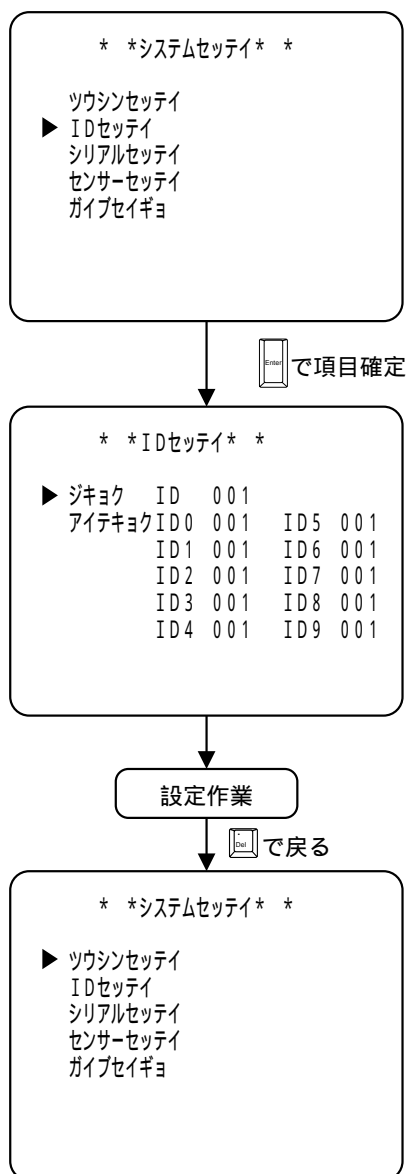 * *システムセッテイ* *
ツウシンセッテイ
▶ IDセッテイ
シリアルセッテイ
センサーセッテイ
ガイブセイギョ
Enter で項目確定
* *IDセッテイ* *
▶ ジキョク ID 001
アイテキョクID0 001 ID5 001
ID1 001 ID6 001
ID2 001 ID7 001
ID3 001 ID8 001
ID4 001 ID9 001
設定作業
Del で戻る
* *システムセッテイ* *
▶ ツウシンセッテイ
IDセッテイ
シリアルセッテイ
センサーセッテイ
ガイブセイギョ